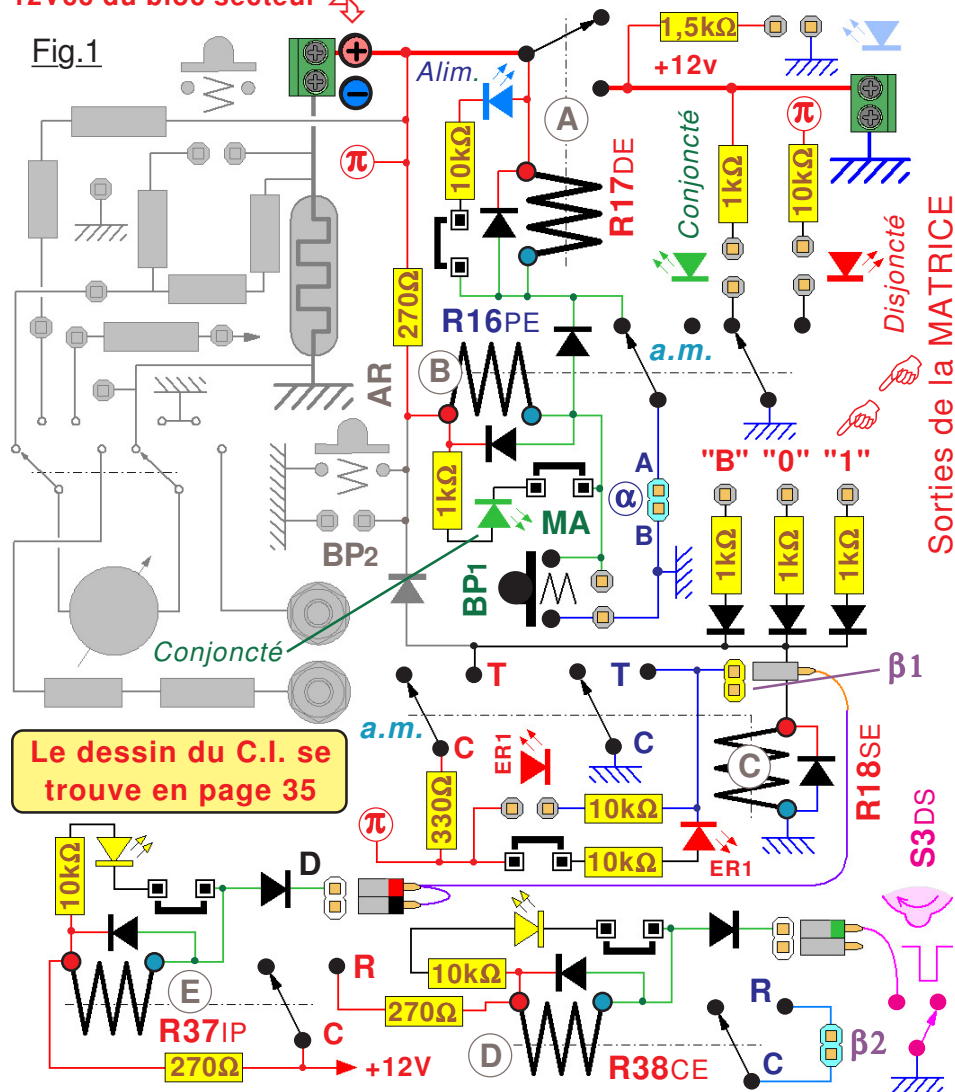 12Vcc du bloc secteur
Fig.1
+
−
Alim.
1,5kΩ
+12v
A
π
π
10kΩ
R17DE
1kΩ
10kΩ
Conjoncté
Disjoncté
270Ω
R16PE
B
AR
a.m.
Sorties de la MATRICE
1kΩ
MA
A
α
B
"B" "0" "1"
1kΩ
1kΩ
1kΩ
BP2
BP1
Conjoncté
T
T
β1
a.m.
C
C
ER1
C
R18SE
Le dessin du C.I. se
trouve en page 35
π
330Ω
10kΩ
10kΩ
ER1
S3DS
10kΩ
D
E
R37IP
R
C
270Ω
+12V
10kΩ
270Ω
D
R38CE
R
C
β2